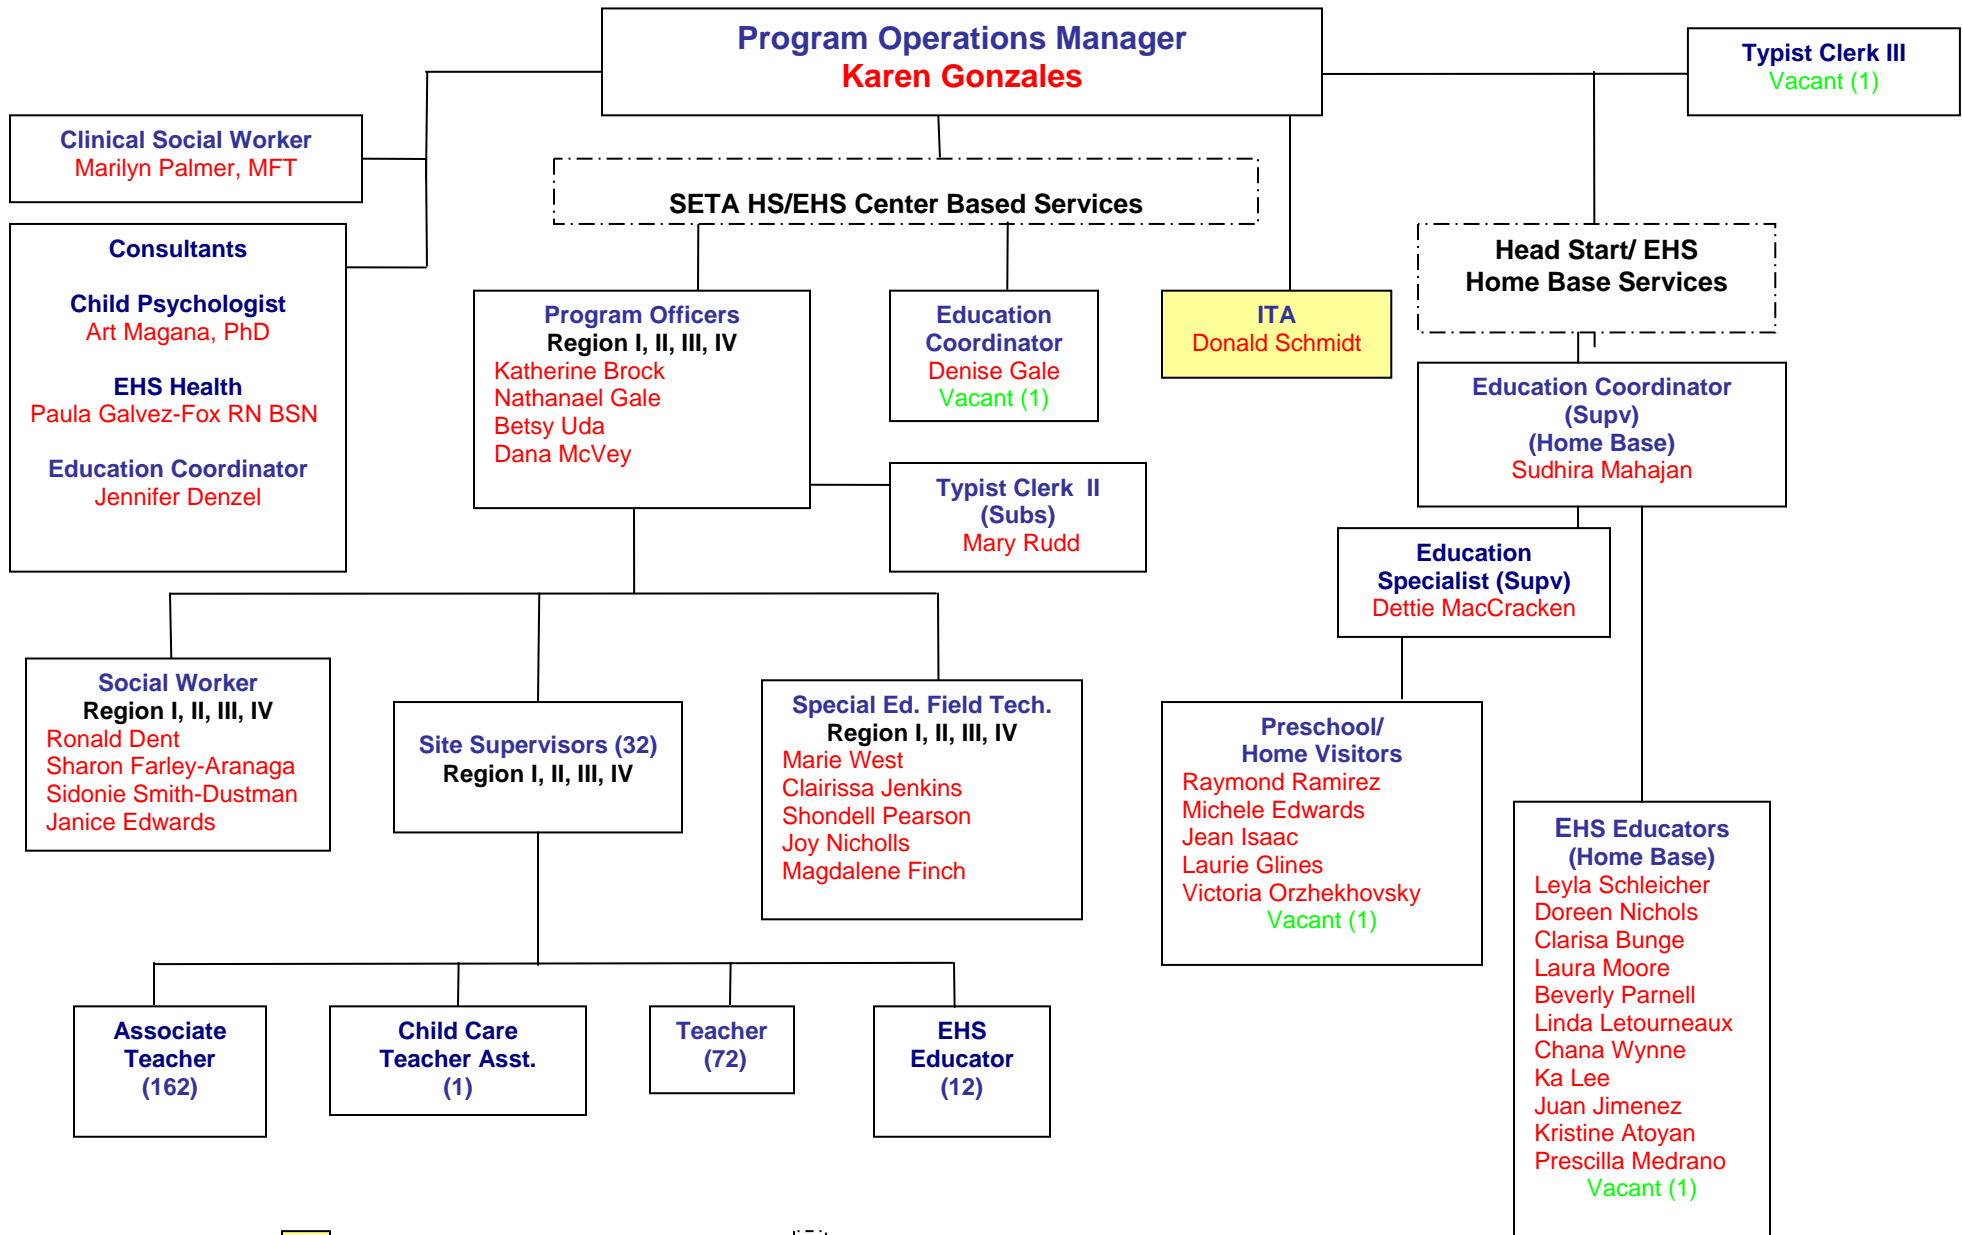 Program Operations Manager
Karen Gonzales
Typist Clerk III
Vacant (1)
Clinical Social Worker
Marilyn Palmer, MFT
SETA HS/EHS Center Based Services
Consultants
Child Psychologist
Art Magana, PhD
EHS Health
Paula Galvez-Fox RN BSN
Education Coordinator
Jennifer Denzel
Program Officers
Region I, II, III, IV
Katherine Brock
Nathanael Gale
Betsy Uda
Dana McVey
Education
Coordinator
Denise Gale
Vacant (1)
ITA
Donald Schmidt
Head Start/ EHS
Home Base Services
Education Coordinator
(Supv)
(Home Base)
Sudhira Mahajan
Typist Clerk II
(Subs)
Mary Rudd
Education
Specialist (Supv)
Dettie MacCracken
Social Worker
Region I, II, III, IV
Ronald Dent
Sharon Farley-Aranaga
Sidonie Smith-Dustman
Janice Edwards
Site Supervisors (32)
Region I, II, III, IV
Special Ed. Field Tech.
Region I, II, III, IV
Marie West
Clairissa Jenkins
Shondell Pearson
Joy Nicholls
Magdalene Finch
Preschool/
Home Visitors
Raymond Ramirez
Michele Edwards
Jean Isaac
Laurie Glines
Victoria Orzhekhovsky
Vacant (1)
EHS Educators
(Home Base)
Leyla Schleicher
Doreen Nichols
Clarisa Bunge
Laura Moore
Beverly Parnell
Linda Letourneaux
Chana Wynne
Ka Lee
Juan Jimenez
Kristine Atoyan
Prescilla Medrano
Vacant (1)
Associate
Teacher
(162)
Child Care
Teacher Asst.
(1)
Teacher
(72)
EHS
Educator
(12)